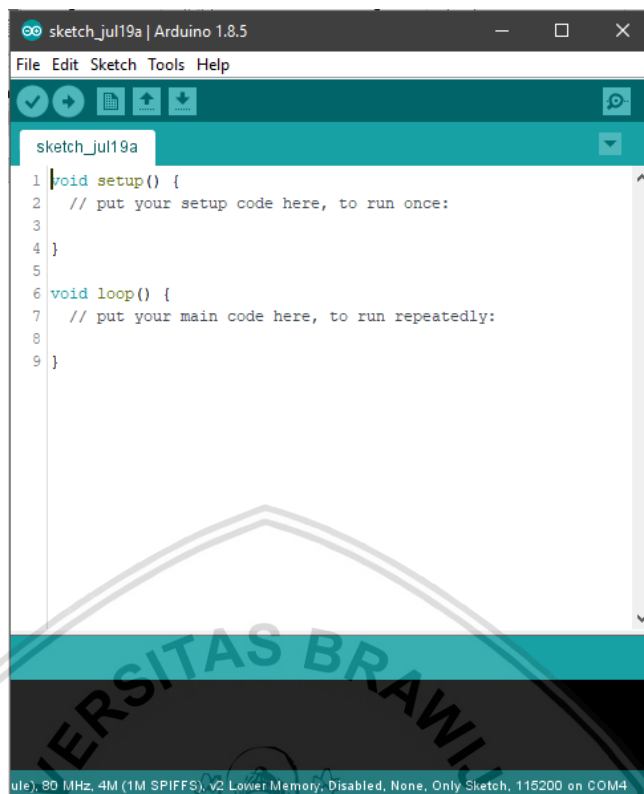 sketch_jul19a | Arduino 1.8.5
File Edit Sketch Tools Help
sketch_jul19a
1 void setup() {
2 // put your setup code here, to run once:
3
4 }
5
6 void loop() {
7 // put your main code here, to run repeatedly:
8
9 }
ERSITAS BRAWIJ
ule), 80 MHz, 4M (1M SPIFFS), v2 Lower Memory, Disabled, None, Only Sketch, 115200 on COM4